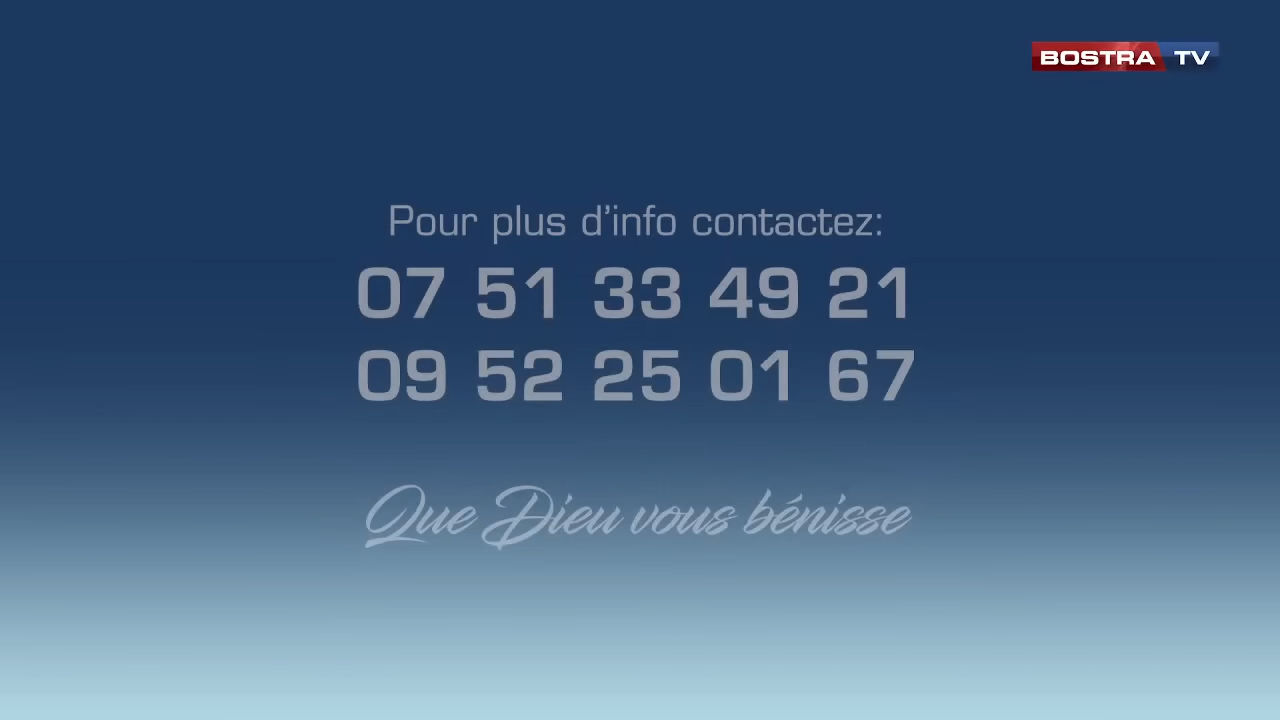 BOSTRA TV
Pour plus d'info contactez:
07 51 33 49 21
09 52 25 01 67
Que Dieu vous bénisse